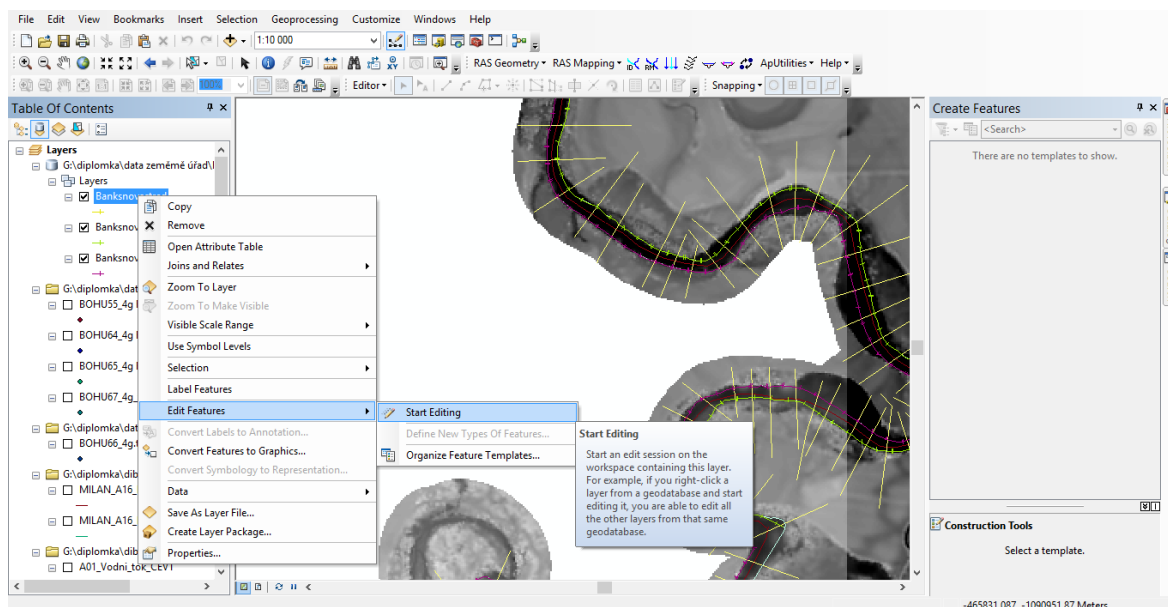 File Edit View Bookmarks Insert Selection Geoprocessing Customize Windows Help
1:10 000
RAS Geometry RAS Mapping ApUtilities Help
100% Editor Snapping
Table Of Contents
Layers
G:\diplomka\data zeměmě úřad\
Layers
Banksnov
Banksnov
Banksnov
G:\diplomka\dat
BOHU55_4g
BOHU64_4g
BOHU65_4g
BOHU67_4g_
G:\diplomka\dat
BOHU66_4g.
G:\diplomka\dib
MILAN_A16_
MILAN_A16_
G:\diplomka\dib
A01_Vodni_tok_CEVT
Copy
Remove
Open Attribute Table
Joins and Relates
Zoom To Layer
Zoom To Make Visible
Visible Scale Range
Use Symbol Levels
Selection
Label Features
Edit Features
Convert Labels to Annotation...
Convert Features to Graphics...
Convert Symbology to Representation...
Data
Save As Layer File...
Create Layer Package...
Properties...
Start Editing
Define New Types Of Features...
Organize Feature Templates...
Start Editing
Start an edit session on the
workspace containing this layer.
For example, if you right-click a
layer from a geodatabase and start
editing it, you are able to edit all
the other layers from that same
geodatabase.
Create Features
<Search>
There are no templates to show.
Construction Tools
Select a template.
-465831,087 -1090951,87 Meters